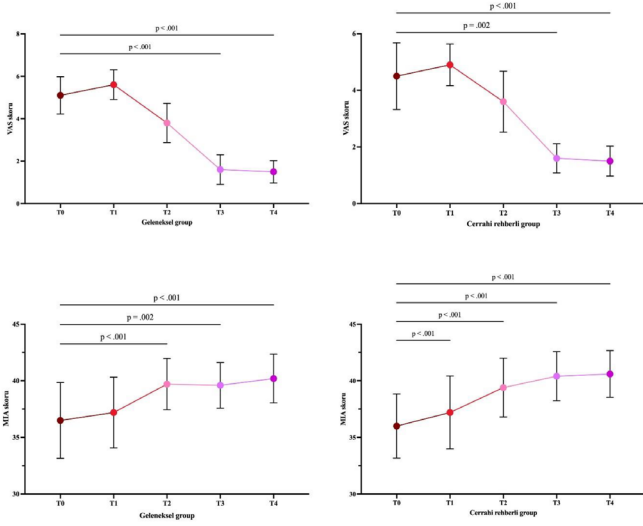 p < .001
p < .001
8
6
4
2
0
VAS skoru
T0 T1 T2 T3 T4
Geleneksel group
p < .001
p = .002
6
4
2
0
VAS skoru
T0 T1 T2 T3 T4
Cerrahi rehberli group
p < .001
p = .002
p < .001
45
40
35
30
MIA skoru
T0 T1 T2 T3 T4
Geleneksel group
p < .001
p < .001
p < .001
p < .001
45
40
35
30
MIA skoru
T0 T1 T2 T3 T4
Cerrahi rehberli group